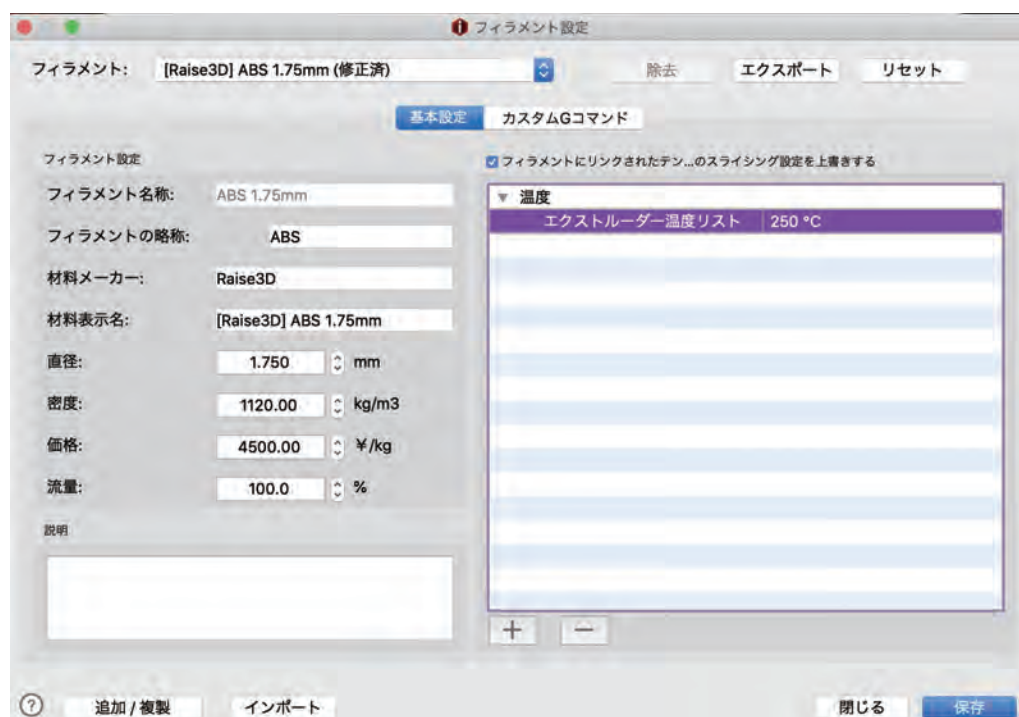 フィラメント設定
フィラメント: [Raise3D] ABS 1.75mm (修正済) 除去 エクスポート リセット
基本設定 カスタムGコマンド
フィラメント設定
フィラメント名称: ABS 1.75mm
フィラメントの略称: ABS
材料メーカー: Raise3D
材料表示名: [Raise3D] ABS 1.75mm
直径: 1.750 mm
密度: 1120.00 kg/m3
価格: 4500.00 ¥/kg
流量: 100.0 %
説明
フィラメントにリンクされたテン...のスライシング設定を上書きする
温度
エクストルーダー温度リスト 250 °C
+ −
? 追加 / 複製 インポート 閉じる 保存